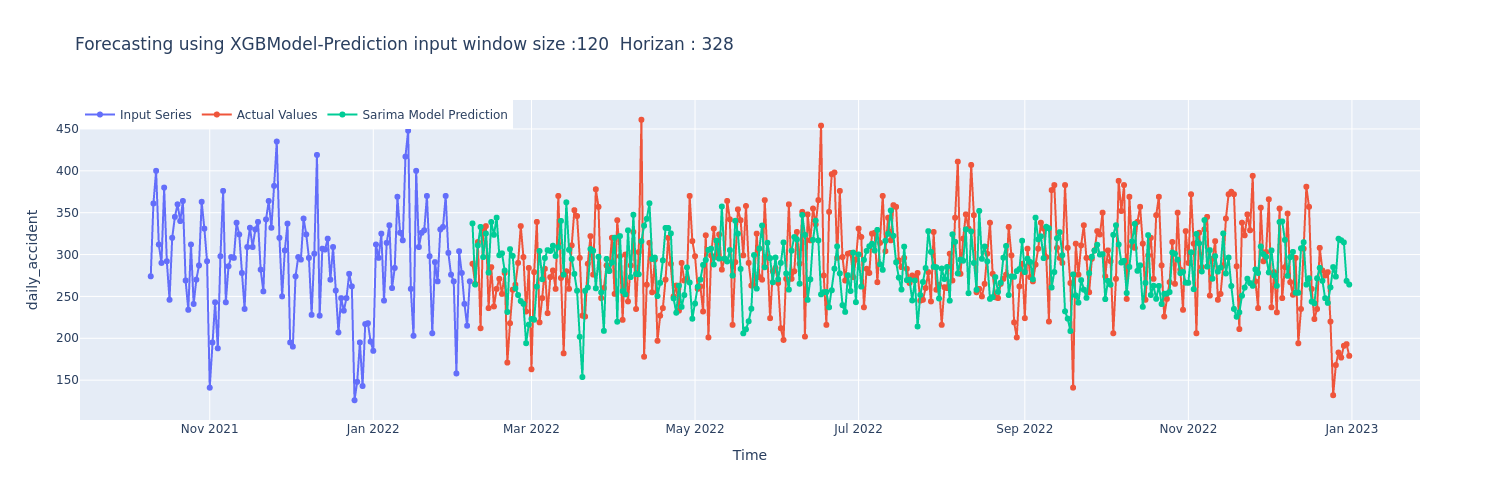 Forecasting using XGBModel-Prediction input window size :120  Horizan : 328
Input Series
Actual Values
Sarima Model Prediction
450
400
350
300
250
200
150
daily_accident
Nov 2021
Jan 2022
Mar 2022
May 2022
Jul 2022
Sep 2022
Nov 2022
Jan 2023
Time